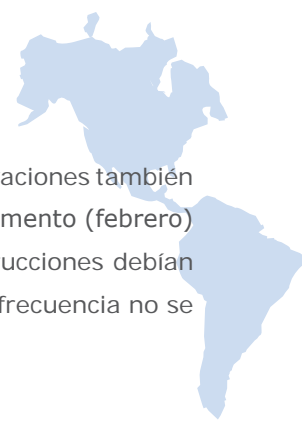 aciones también
mento (febrero)
ucciones debían
frecuencia no se